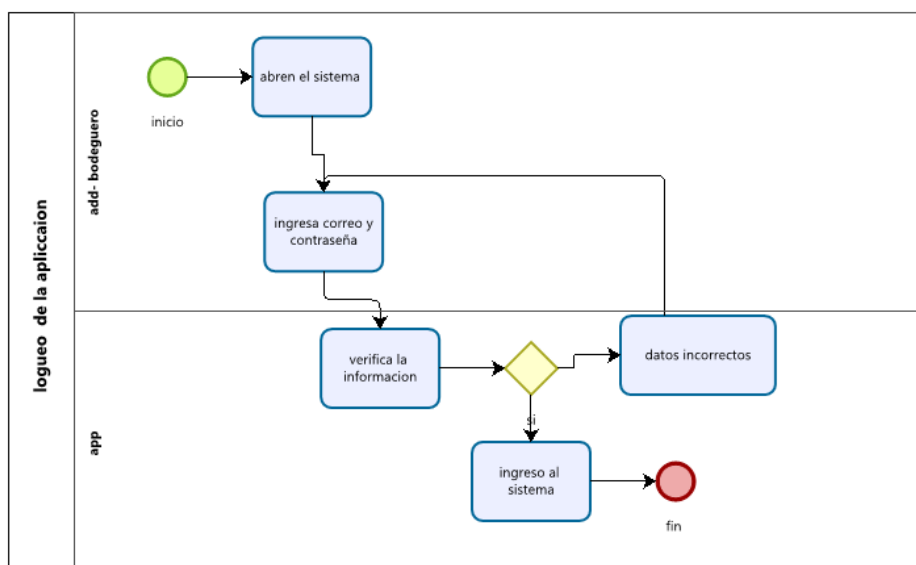 logueo de la apliccaion
add- bodeguero
abren el sistema
inicio
ingresa correo y
contraseña
app
verifica la
informacion
datos incorrectos
si
ingreso al
sistema
fin